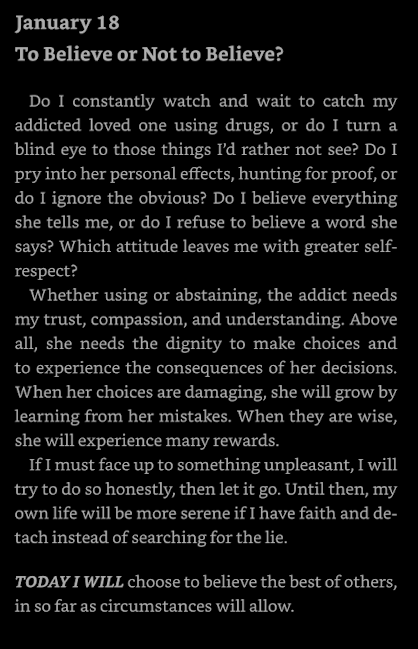 January 18
To Believe or Not to Believe?
Do I constantly watch and wait to catch my
addicted loved one using drugs, or do I turn a
blind eye to those things I’d rather not see? Do I
pry into her personal effects, hunting for proof, or
do I ignore the obvious? Do I believe everything
she tells me, or do I refuse to believe a word she
says? Which attitude leaves me with greater self-
respect?
Whether using or abstaining, the addict needs
my trust, compassion, and understanding. Above
all, she needs the dignity to make choices and
to experience the consequences of her decisions.
When her choices are damaging, she will grow by
learning from her mistakes. When they are wise,
she will experience many rewards.
If I must face up to something unpleasant, I will
try to do so honestly, then let it go. Until then, my
own life will be more serene if I have faith and de-
tach instead of searching for the lie.
TODAY I WILL choose to believe the best of others,
in so far as circumstances will allow.